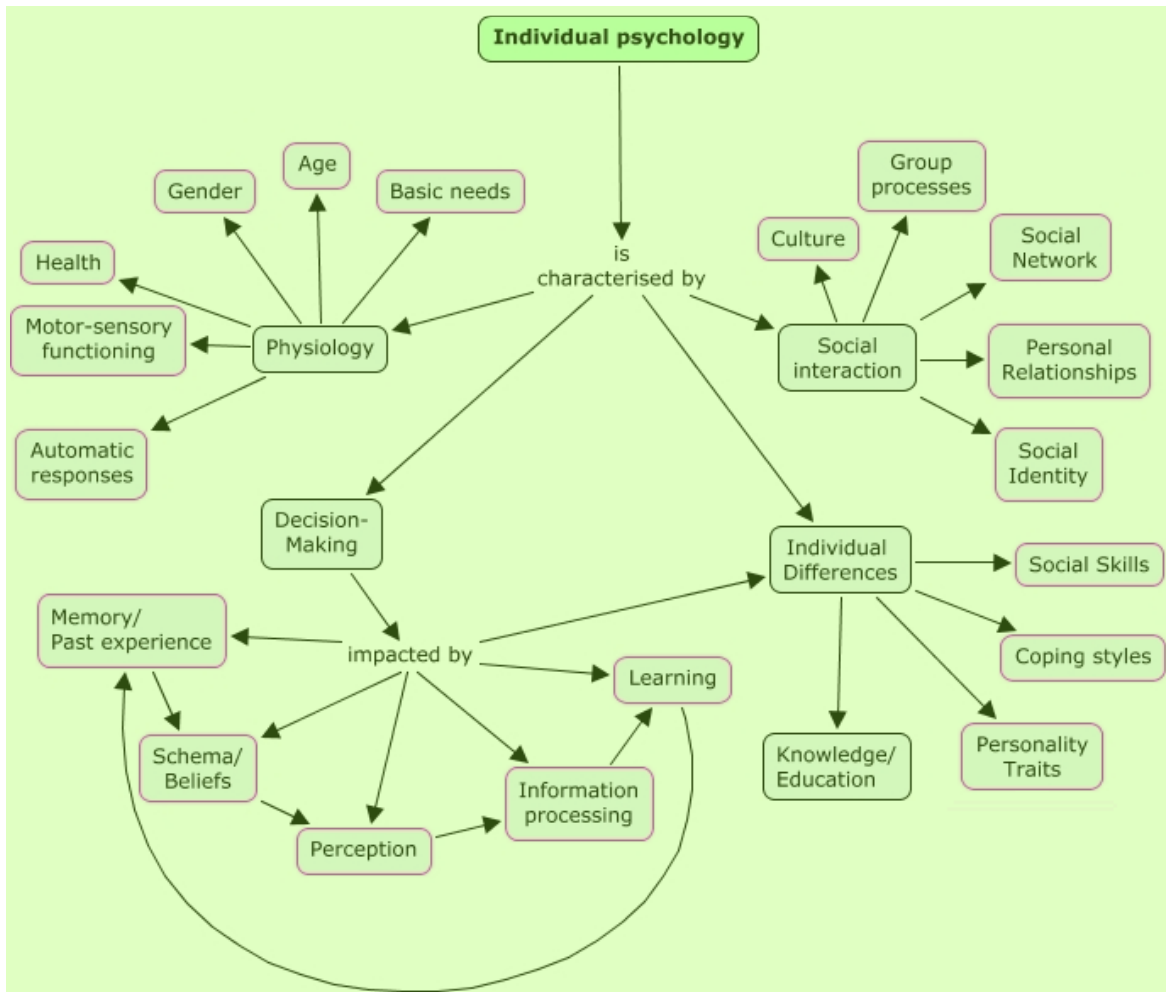 Individual psychology
Age
Gender
Basic needs
Health
Motor-sensory
functioning
Physiology
Automatic
responses
is
characterised by
Group
processes
Culture
Social
Network
Social
interaction
Personal
Relationships
Social
Identity
Decision-
Making
Individual
Differences
Social Skills
Coping styles
Personality
Traits
Knowledge/
Education
impacted by
Memory/
Past experience
Schema/
Beliefs
Perception
Information
processing
Learning